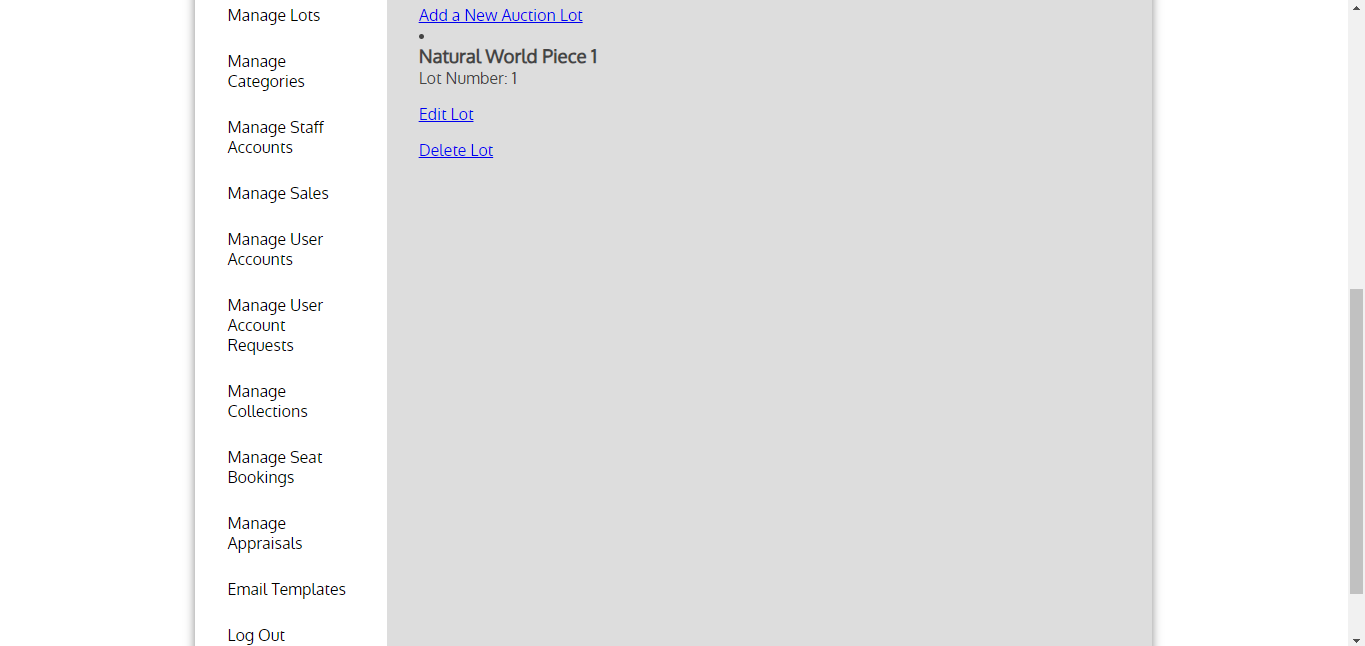 Manage Lots
Manage
Categories
Manage Staff
Accounts
Manage Sales
Manage User
Accounts
Manage User
Account
Requests
Manage
Collections
Manage Seat
Bookings
Manage
Appraisals
Email Templates
Log Out
Add a New Auction Lot
Natural World Piece 1
Lot Number: 1
Edit Lot
Delete Lot